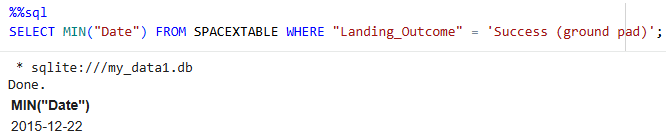 %%sql
SELECT MIN("Date") FROM SPACEXTABLE WHERE "Landing_Outcome" = 'Success (ground pad)';
* sqlite:///my_data1.db
Done.
MIN("Date")
2015-12-22